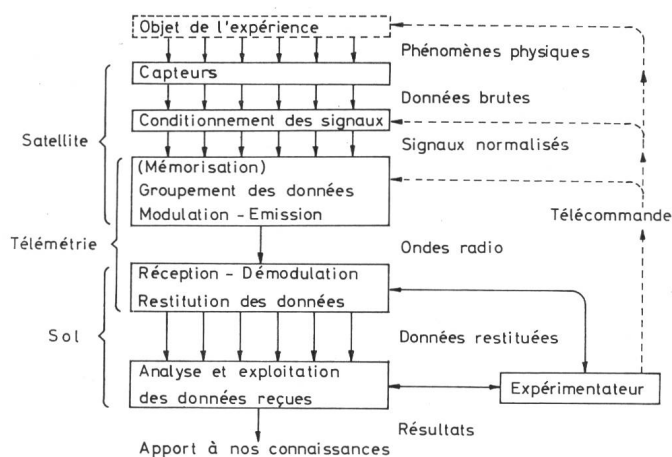 Objet de l'expérience
Phénomènes physiques
Capteurs
Données brutes
Conditionnement des signaux
Satellite
Signaux normalisés
(Mémorisation)
Groupement des données
Modulation - Emission
Télécommande
Télémétrie
Ondes radio
Réception - Démodulation
Restitution des données
Sol
Données restituées
Analyse et exploitation
des données reçues
Expérimentateur
Résultats
Apport à nos connaissances